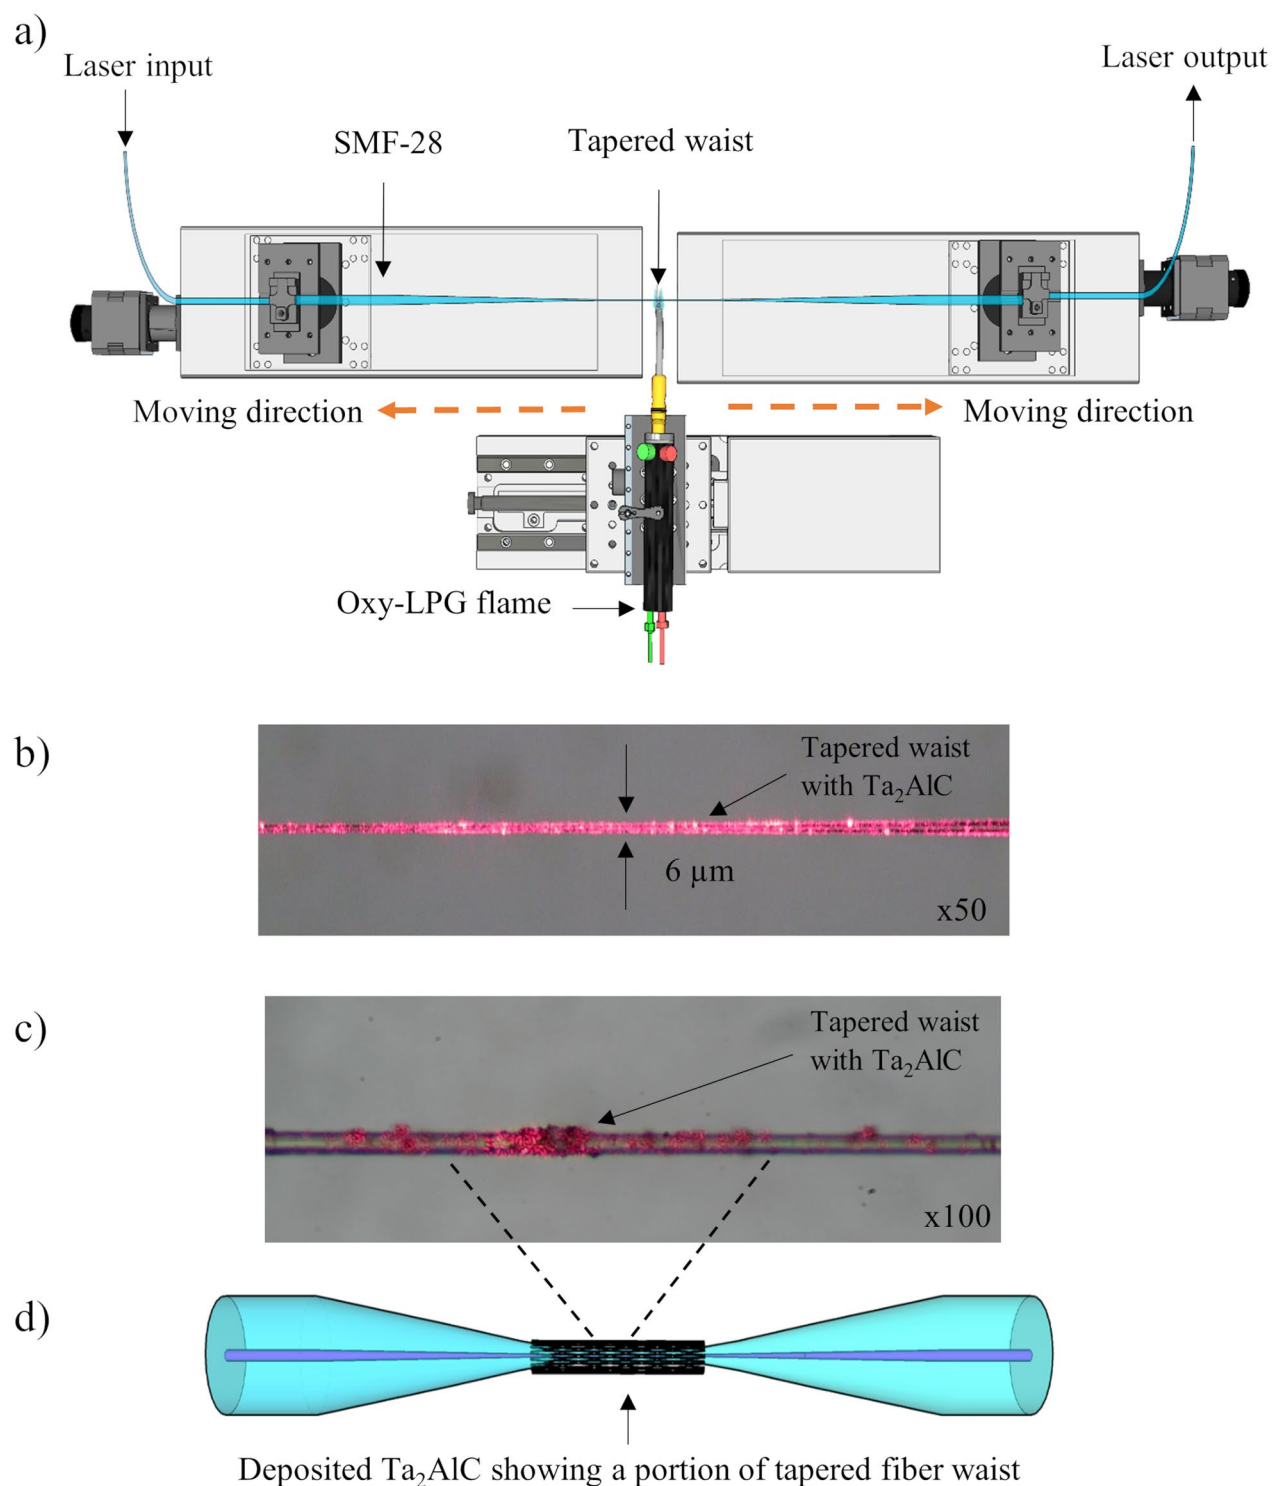 a)
Laser input
Laser output
SMF-28
Tapered waist
Moving direction
Moving direction
Oxy-LPG flame
b)
Tapered waist
with Ta₂AlC
6 µm
x50
c)
Tapered waist
with Ta₂AlC
x100
d)
Deposited Ta₂AlC showing a portion of tapered fiber waist